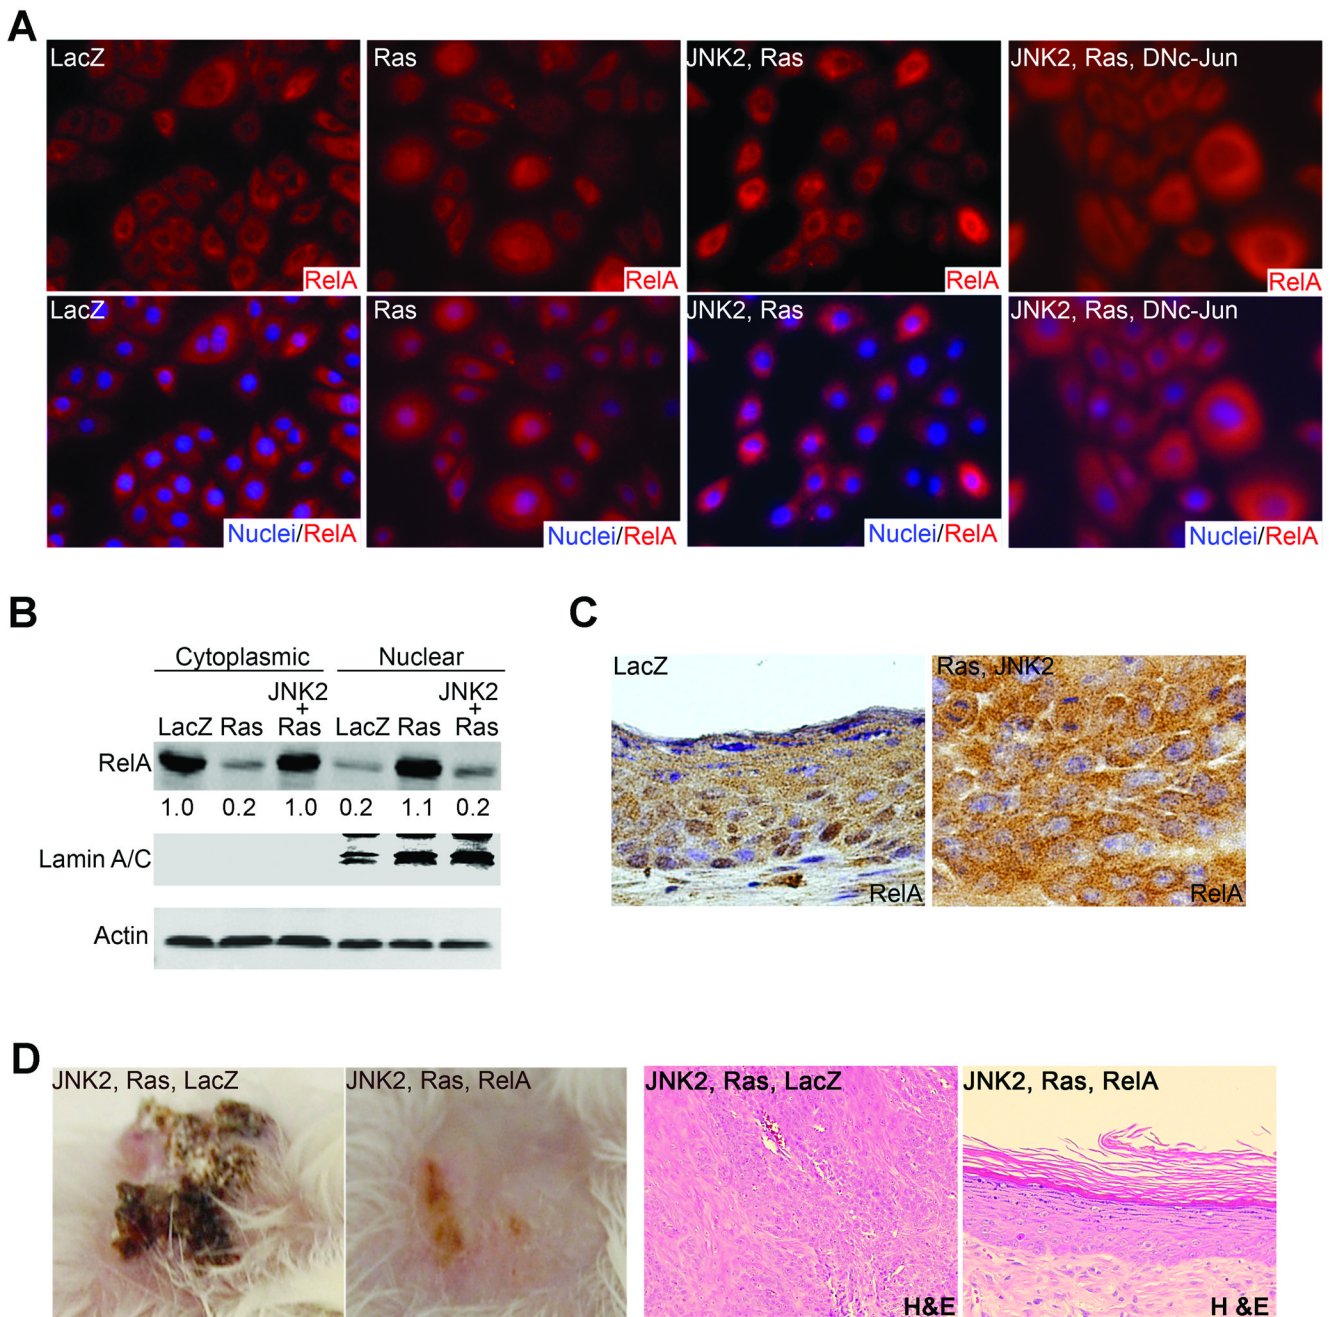 A
LacZ
Ras
JNK2, Ras
JNK2, Ras, DNc-Jun
RelA
RelA
RelA
RelA
LacZ
Ras
JNK2, Ras
JNK2, Ras, DNc-Jun
Nuclei/RelA
Nuclei/RelA
Nuclei/RelA
Nuclei/RelA
B
Cytoplasmic Nuclear
JNK2 JNK2
+ +
LacZ Ras Ras LacZ Ras Ras
RelA
1.0 0.2 1.0 0.2 1.1 0.2
Lamin A/C
Actin
C
LacZ
Ras, JNK2
RelA
RelA
D
JNK2, Ras, LacZ
JNK2, Ras, RelA
JNK2, Ras, LacZ
JNK2, Ras, RelA
H&E
H &E